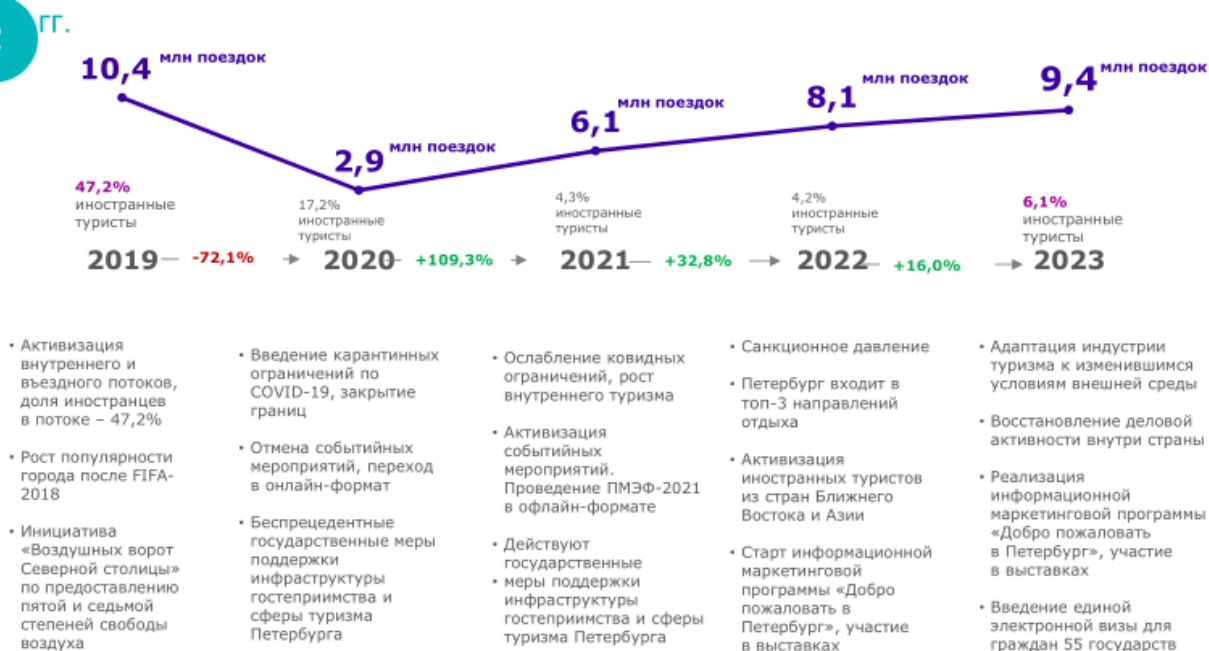 гг.
10,4 млн поездок
2,9 млн поездок
6,1 млн поездок
8,1 млн поездок
9,4 млн поездок
47,2%
иностранные
туристы
17,2%
иностранные
туристы
4,3%
иностранные
туристы
4,2%
иностранные
туристы
6,1%
иностранные
туристы
2019 -72,1% 2020 +109,3% 2021 +32,8% 2022 +16,0% 2023
• Активизация
внутреннего и
въездного потоков,
доля иностранцев
в потоке – 47,2%
• Рост популярности
города после FIFA-
2018
• Инициатива
«Воздушных ворот
Северной столицы»
по предоставлению
пятой и седьмой
степеней свободы
воздуха
• Введение карантинных
ограничений по
COVID-19, закрытие
границ
• Отмена событийных
мероприятий, переход
в онлайн-формат
• Беспрецедентные
государственные меры
поддержки
инфраструктуры
гостеприимства и
сферы туризма
Петербурга
• Ослабление ковидных
ограничений, рост
внутреннего туризма
• Активизация
событийных
мероприятий.
Проведение ПМЭФ-2021
в офлайн-формате
• Действуют
государственные
• меры поддержки
инфраструктуры
гостеприимства и сферы
туризма Петербурга
• Санкционное давление
• Петербург входит в
топ-3 направлений
отдыха
• Активизация
иностранных туристов
из стран Ближнего
Востока и Азии
• Старт информационной
маркетинговой
программы «Добро
пожаловать в
Петербург», участие
в выставках
• Адаптация индустрии
туризма к изменившимся
условиям внешней среды
• Восстановление деловой
активности внутри страны
• Реализация
информационной
маркетинговой программы
«Добро пожаловать
в Петербург», участие
в выставках
• Введение единой
электронной визы для
граждан 55 государств